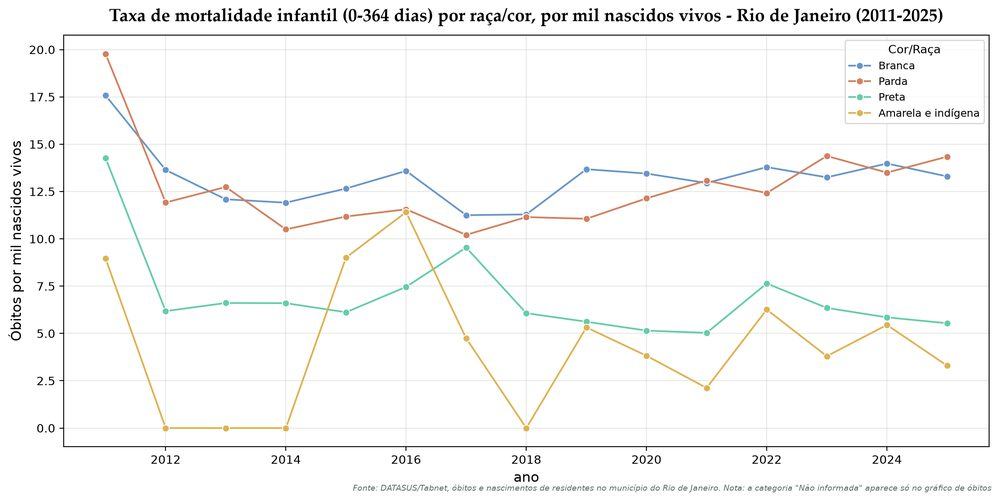 Taxa de mortalidade infantil (0-364 dias) por raça/cor, por mil nascidos vivos - Rio de Janeiro (2011-2025)
Cor/Raça
Branca
Parda
Preta
Amarela e indígena
Óbitos por mil nascidos vivos
20.0
17.5
15.0
12.5
10.0
7.5
5.0
2.5
0.0
2012 2014 2016 2018 2020 2022 2024
ano
Fonte: DATASUS/Tabnet, óbitos e nascimentos de residentes no município do Rio de Janeiro. Nota: a categoria "Não informada" aparece só no gráfico de óbitos